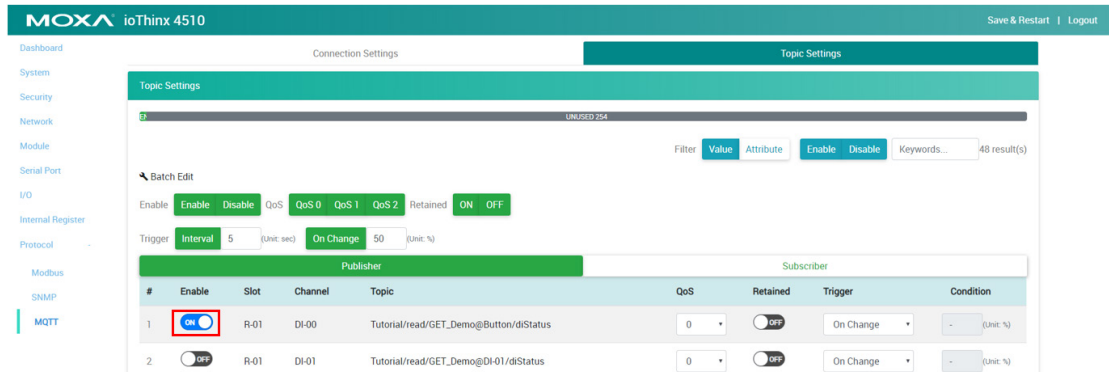 MOXA ioThinx 4510
Save & Restart | Logout
Dashboard
System
Security
Network
Module
Serial Port
I/O
Internal Register
Protocol -
Modbus
SNMP
MQTT
Connection Settings Topic Settings
Topic Settings
UNUSED 254
Filter Value Attribute Enable Disable Keywords... 48 result(s)
Batch Edit
Enable Enable Disable QoS QoS 0 QoS 1 QoS 2 Retained ON OFF
Trigger Interval 5 (Unit: sec) On Change 50 (Unit: %)
Publisher Subscriber
# Enable Slot Channel Topic QoS Retained Trigger Condition
1 ON R-01 DI-00 Tutorial/read/GET_Demo@Button/diStatus 0 OFF On Change - (Unit: %)
2 OFF R-01 DI-01 Tutorial/read/GET_Demo@DI-01/diStatus 0 OFF On Change - (Unit: %)